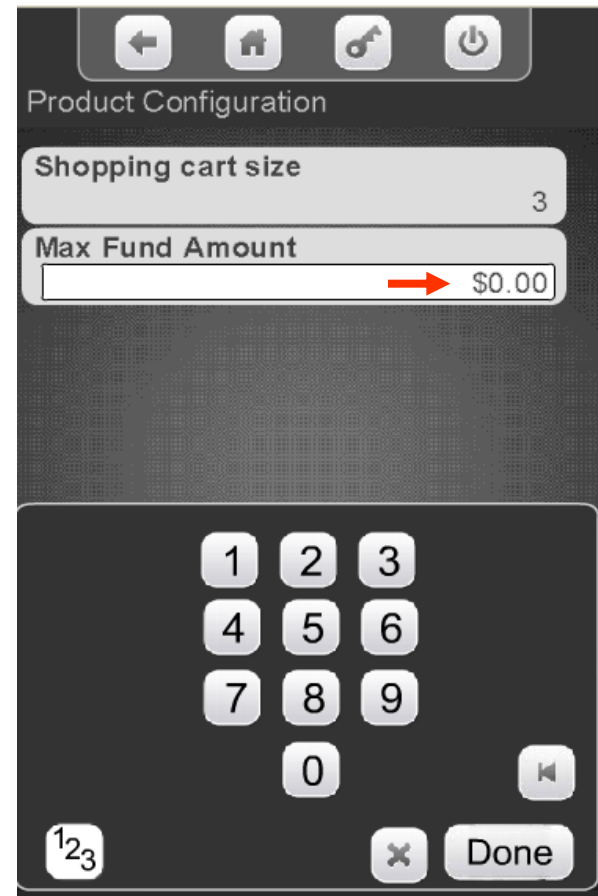 Product Configuration
Shopping cart size
3
Max Fund Amount
$0.00
1 2 3
4 5 6
7 8 9
0
123
Done